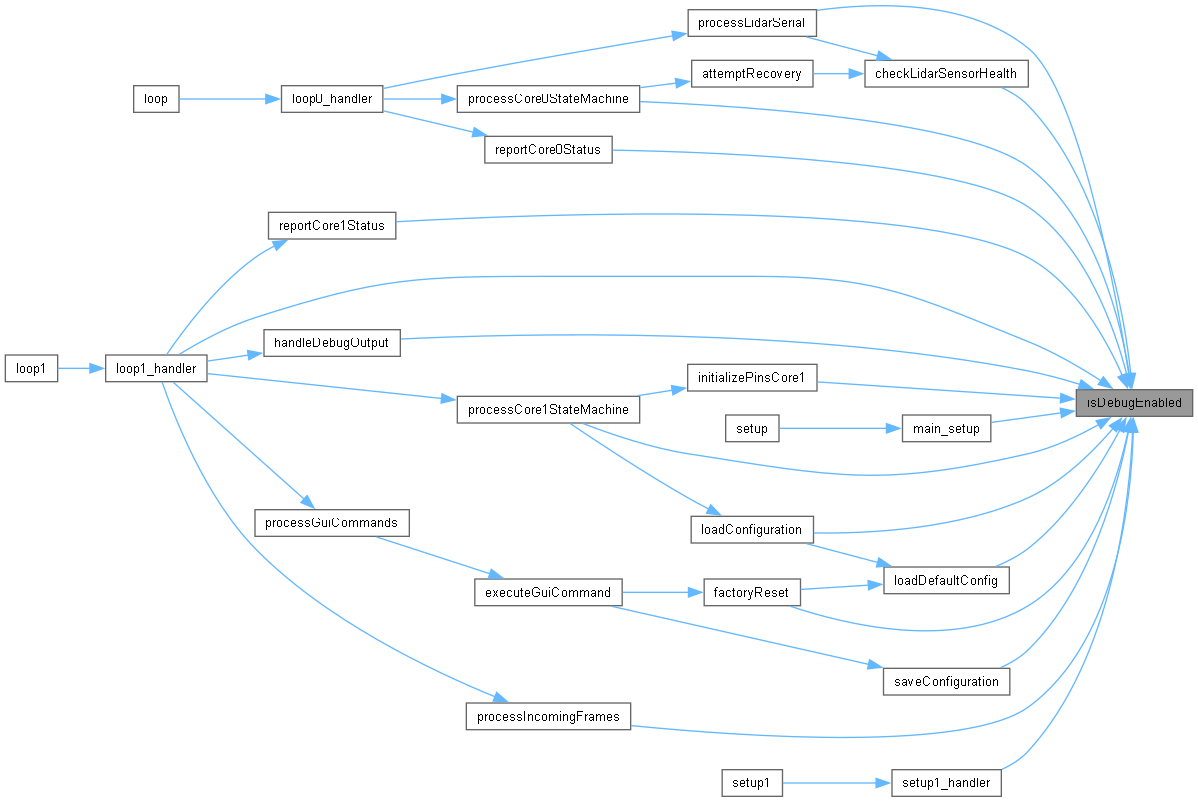 processLidarSerial
attemptRecovery
checkLidarSensorHealth
loop
loop0_handler
processCore0StateMachine
reportCore0Status
reportCore1Status
handleDebugOutput
loop1
loop1_handler
initializePinsCore1
processCore1StateMachine
isDebugEnabled
setup
main_setup
processGuiCommands
loadConfiguration
loadDefaultConfig
executeGuiCommand
factoryReset
saveConfiguration
processIncomingFrames
setup1
setup1_handler